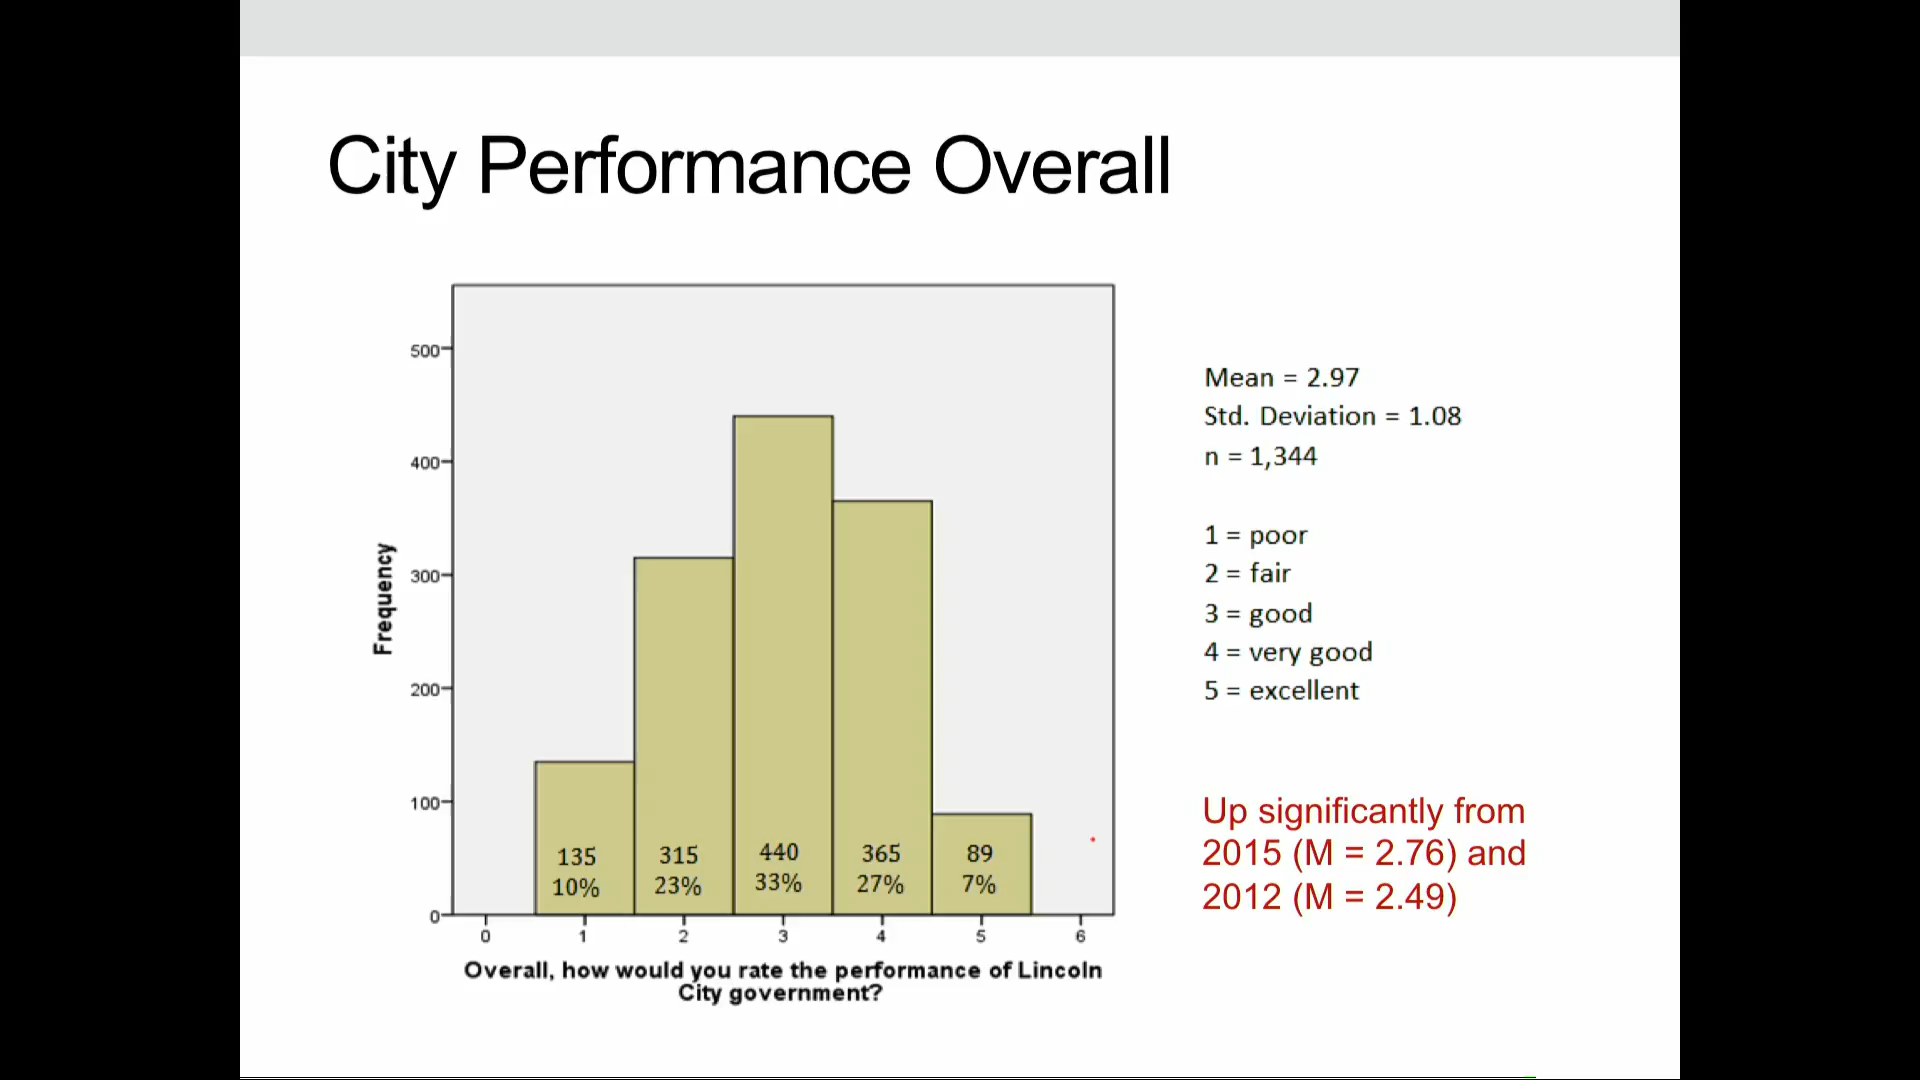 City Performance Overall
500
400
300
200
100
0
Frequency
135
10%
315
23%
440
33%
365
27%
89
7%
0 1 2 3 4 5 6
Overall, how would you rate the performance of Lincoln
City government?
Mean = 2.97
Std. Deviation = 1.08
n = 1,344
1 = poor
2 = fair
3 = good
4 = very good
5 = excellent
Up significantly from
2015 (M = 2.76) and
2012 (M = 2.49)